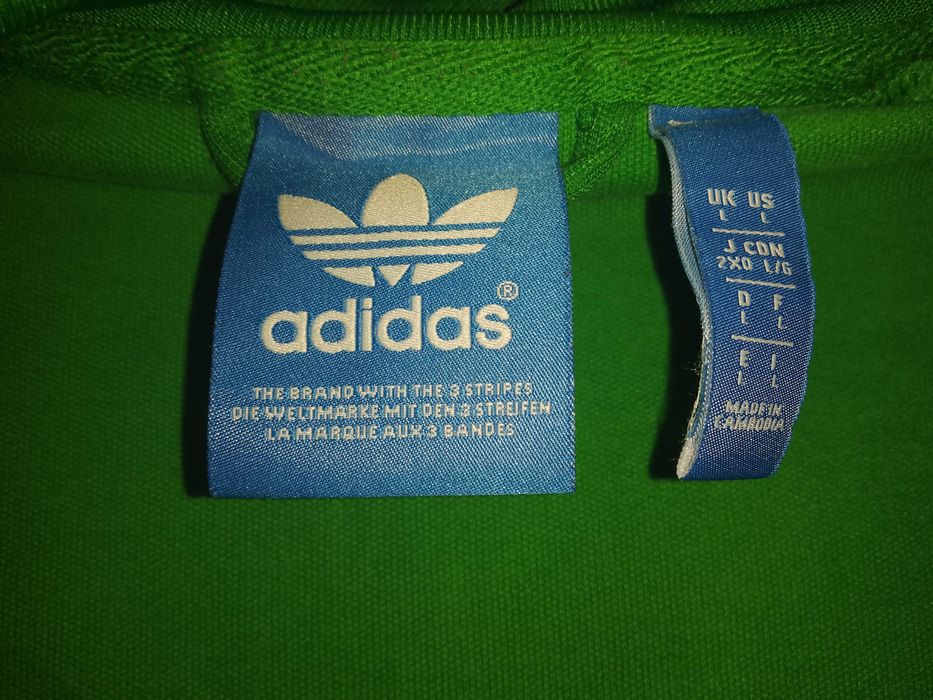 adidas®
THE BRAND WITH THE 3 STRIPES
DIE WELTMARKE MIT DEN 3 STREIFEN
LA MARQUE AUX 3 BANDES
UK US
L L
J CDN
2XO L/G
D F
L L
E I
L L
MADE IN
CAMBODIA